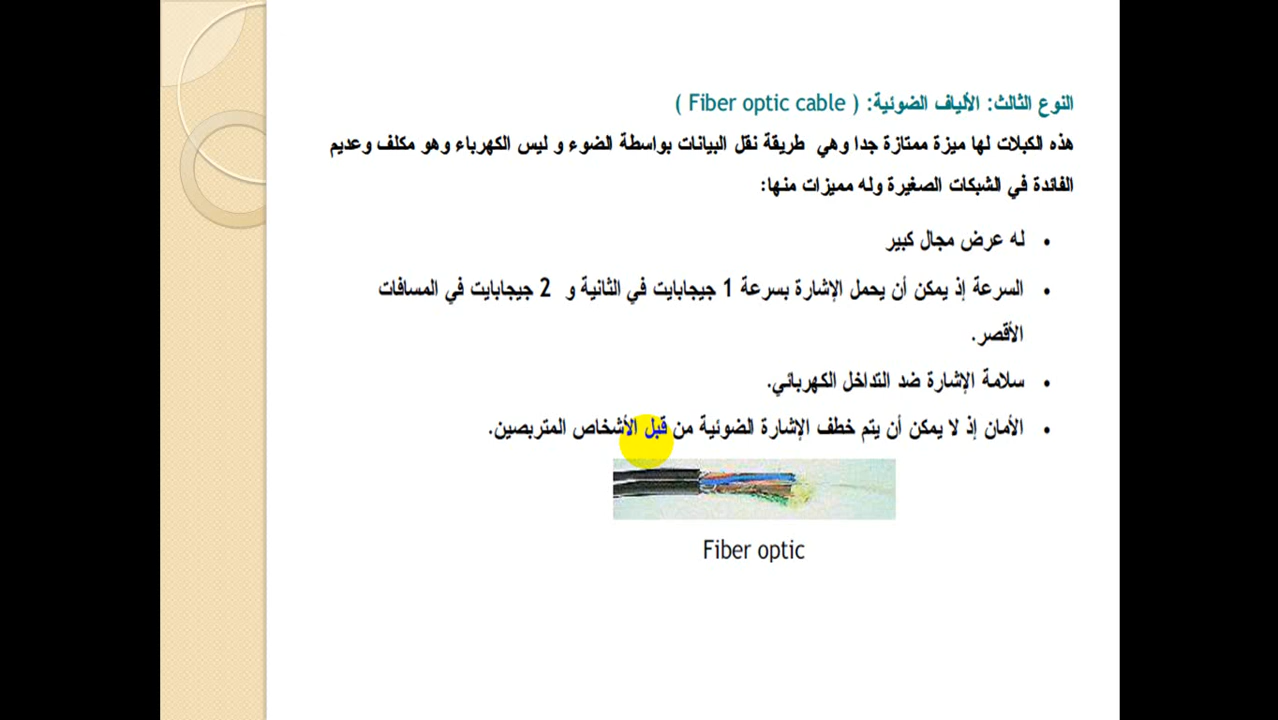 النوع الثالث: الألياف الضوئية: ( Fiber optic cable )
هذه الكبلات لها ميزة ممتازة جدا وهي طريقة نقل البيانات بواسطة الضوء و ليس الكهرباء وهو مكلف وعديم
الفائدة في الشبكات الصغيرة وله مميزات منها:
• له عرض مجال كبير
• السرعة إذ يمكن أن يحمل الإشارة بسرعة 1 جيجابايت في الثانية و 2 جيجابايت في المسافات
الأقصر.
• سلامة الإشارة ضد التداخل الكهربائي.
• الأمان إذ لا يمكن أن يتم خطف الإشارة الضوئية من قبل الأشخاص المتربصين.
Fiber optic